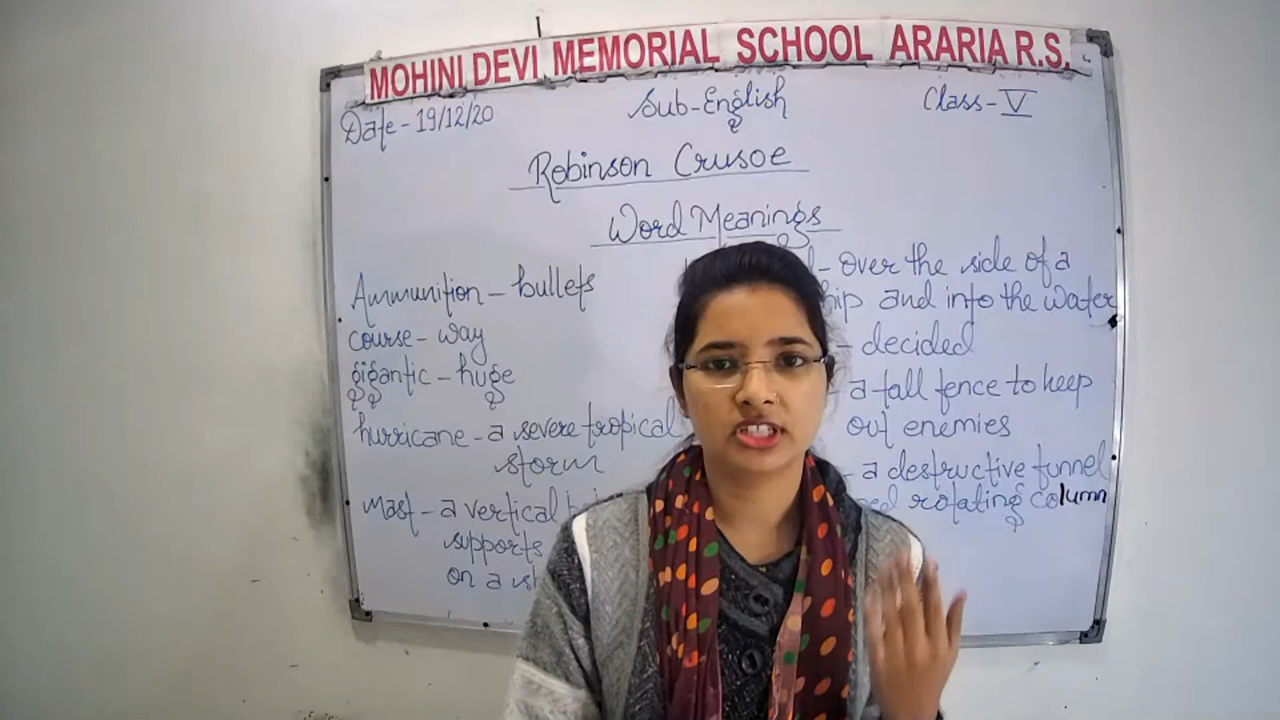 MOHINI DEVI MEMORIAL SCHOOL ARARIA R.S.
Date - 19/12/20
Sub-English
Class - V
Robinson Crusoe
Word Meanings
Ammunition - bullets
course - way
gigantic - huge
hurricane - a severe tropical
storm
Mast - a vertical
supports
on a
- over the side of a
and into the water
- decided
- a tall fence to keep
out enemies
- a destructive funnel
rotating column